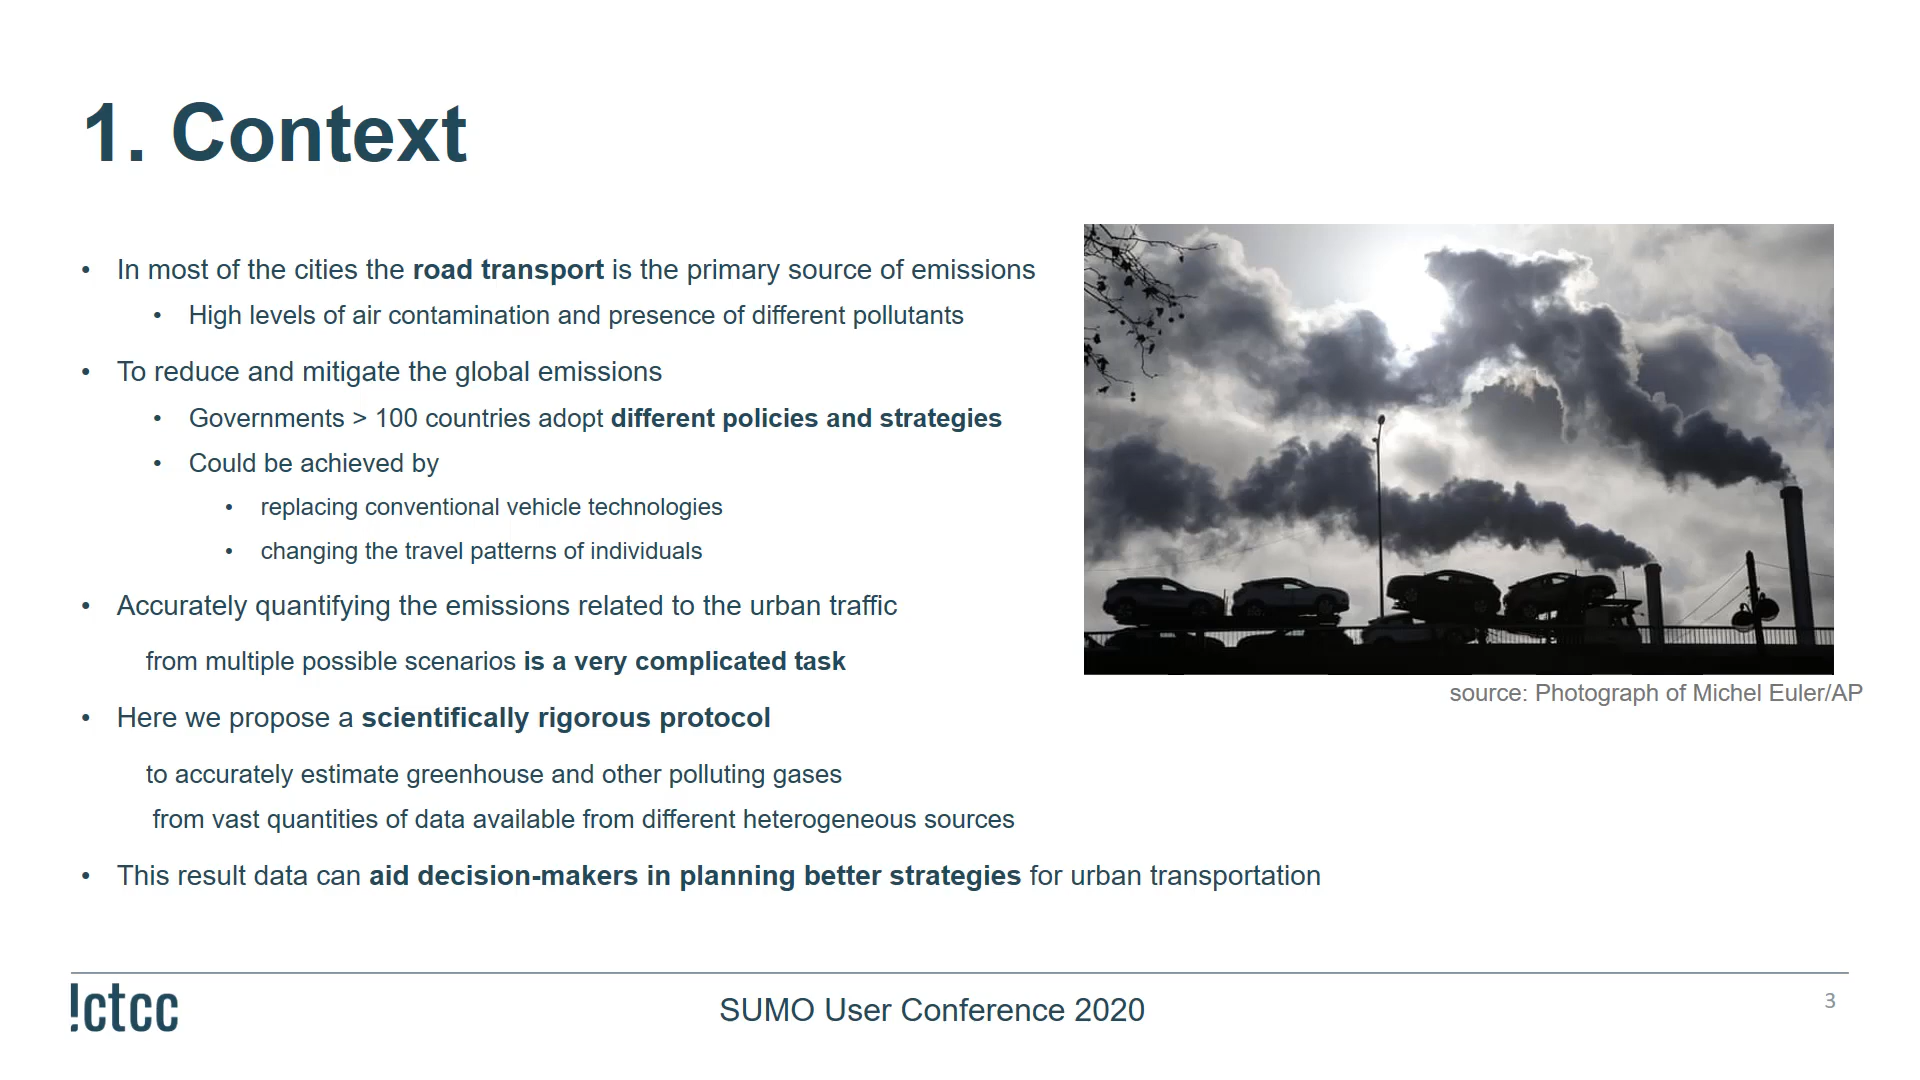 1. Context
• In most of the cities the road transport is the primary source of emissions
• High levels of air contamination and presence of different pollutants
• To reduce and mitigate the global emissions
• Governments > 100 countries adopt different policies and strategies
• Could be achieved by
• replacing conventional vehicle technologies
• changing the travel patterns of individuals
• Accurately quantifying the emissions related to the urban traffic
from multiple possible scenarios is a very complicated task
• Here we propose a scientifically rigorous protocol
to accurately estimate greenhouse and other polluting gases
from vast quantities of data available from different heterogeneous sources
• This result data can aid decision-makers in planning better strategies for urban transportation
source: Photograph of Michel Euler/AP
!ctcc
SUMO User Conference 2020
3